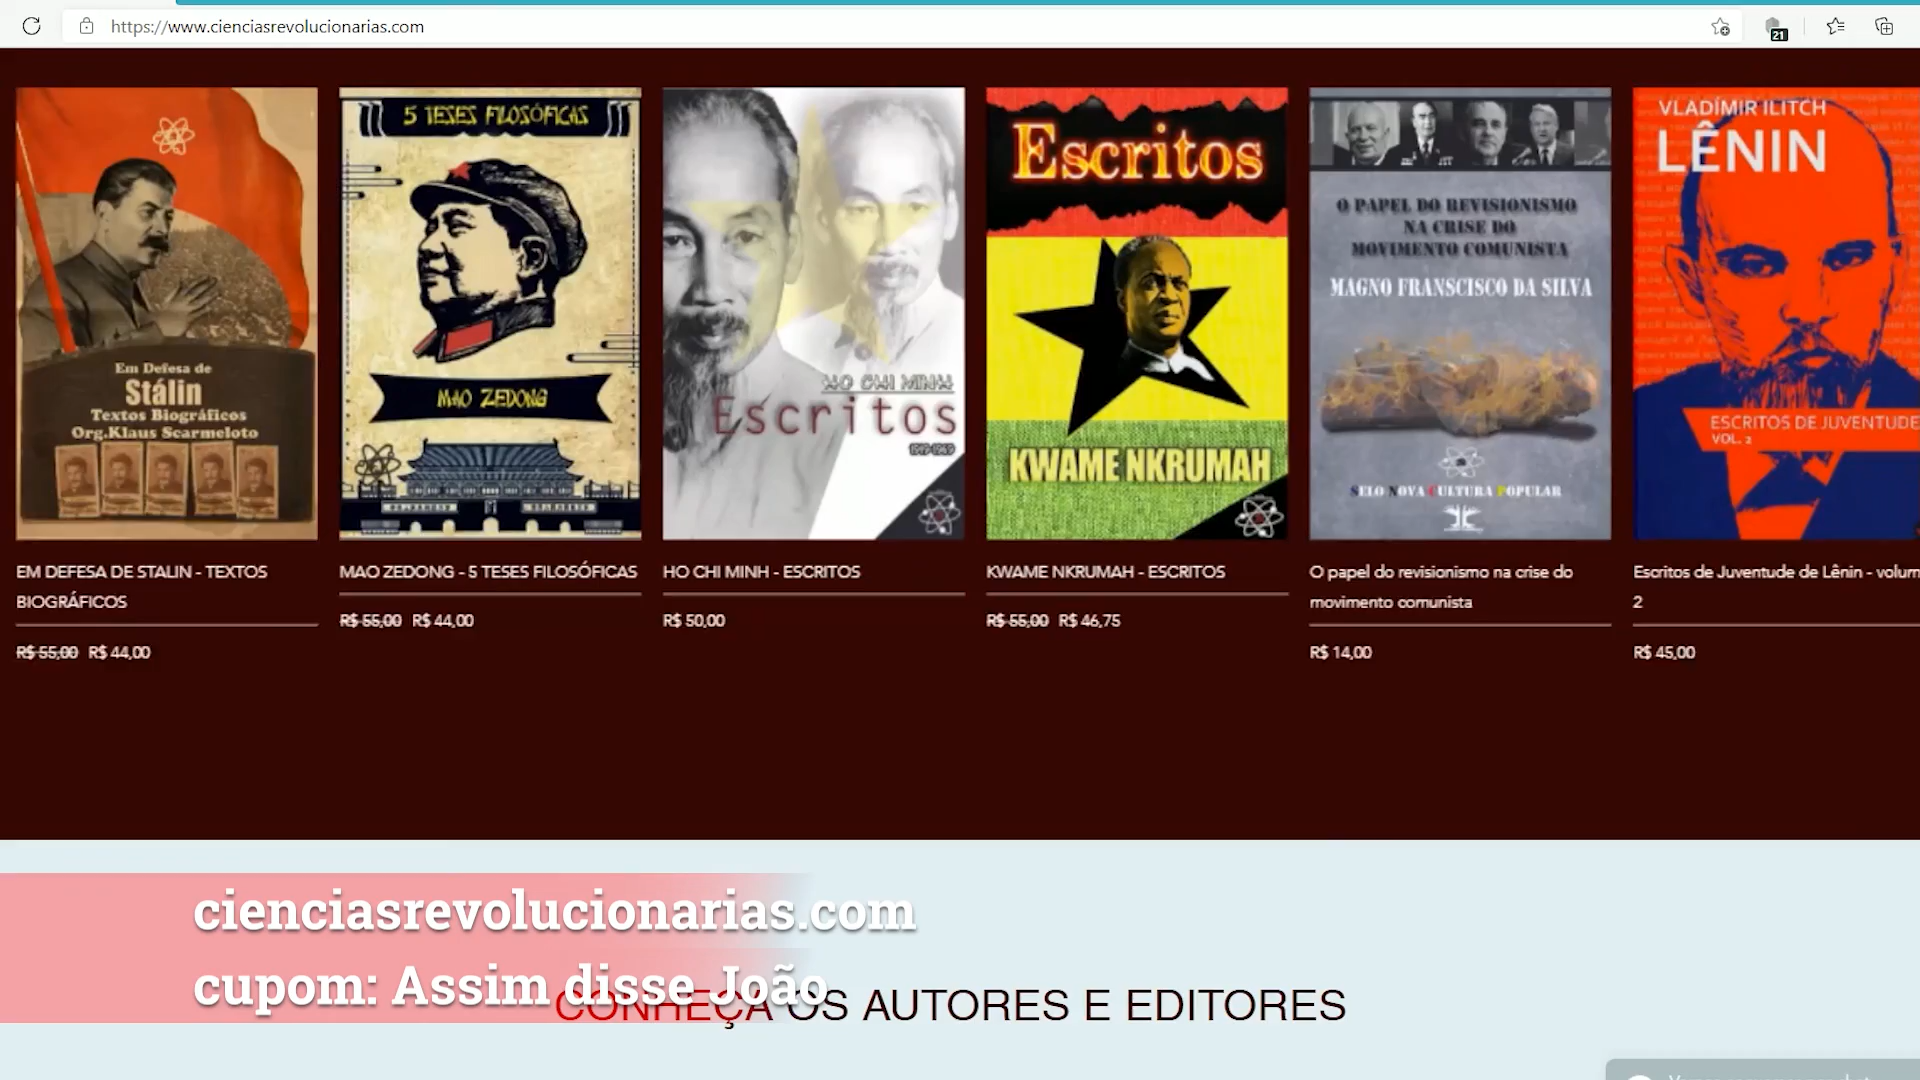 https://www.cienciasrevolucionarias.com
21
Em Defesa de
Stálin
Textos Biográficos
Org.Klaus Scarmeloto
5 TESES FILOSÓFICAS
MAO ZEDONG
HO CHI MINH
Escritos
1919-1969
Escritos
KWAME NKRUMAH
O PAPEL DO REVISIONISMO
NA CRISE DO
MOVIMENTO COMUNISTA
MAGNO FRANSCISCO DA SILVA
SELO NOVA CULTURA POPULAR
VLADÍMIR ILITCH
LÊNIN
ESCRITOS DE JUVENTUDE
VOL. 2
EM DEFESA DE STALIN - TEXTOS
BIOGRÁFICOS
R$ 55,00 R$ 44,00
MAO ZEDONG - 5 TESES FILOSÓFICAS
R$ 55,00 R$ 44,00
HO CHI MINH - ESCRITOS
R$ 50,00
KWAME NKRUMAH - ESCRITOS
R$ 55,00 R$ 46,75
O papel do revisionismo na crise do
movimento comunista
R$ 14,00
Escritos de Juventude de Lênin - volum
2
R$ 45,00
cienciasrevolucionarias.com
cupom: Assim disse João
CONHEÇA OS AUTORES E EDITORES